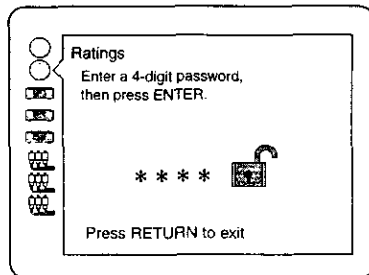 Ratings
Enter a 4-digit password,
then press ENTER.
* * * *
Press RETURN to exit